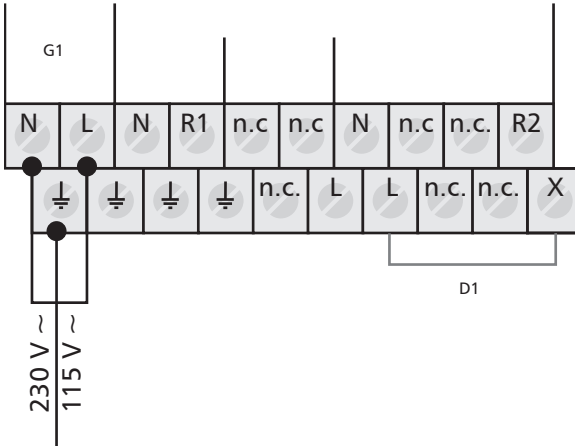 G1
N L N R1 n.c n.c N n.c n.c. R2
⏚ ⏚ ⏚ ⏚ n.c. L L n.c. n.c. X
D1
230 V ~
115 V ~